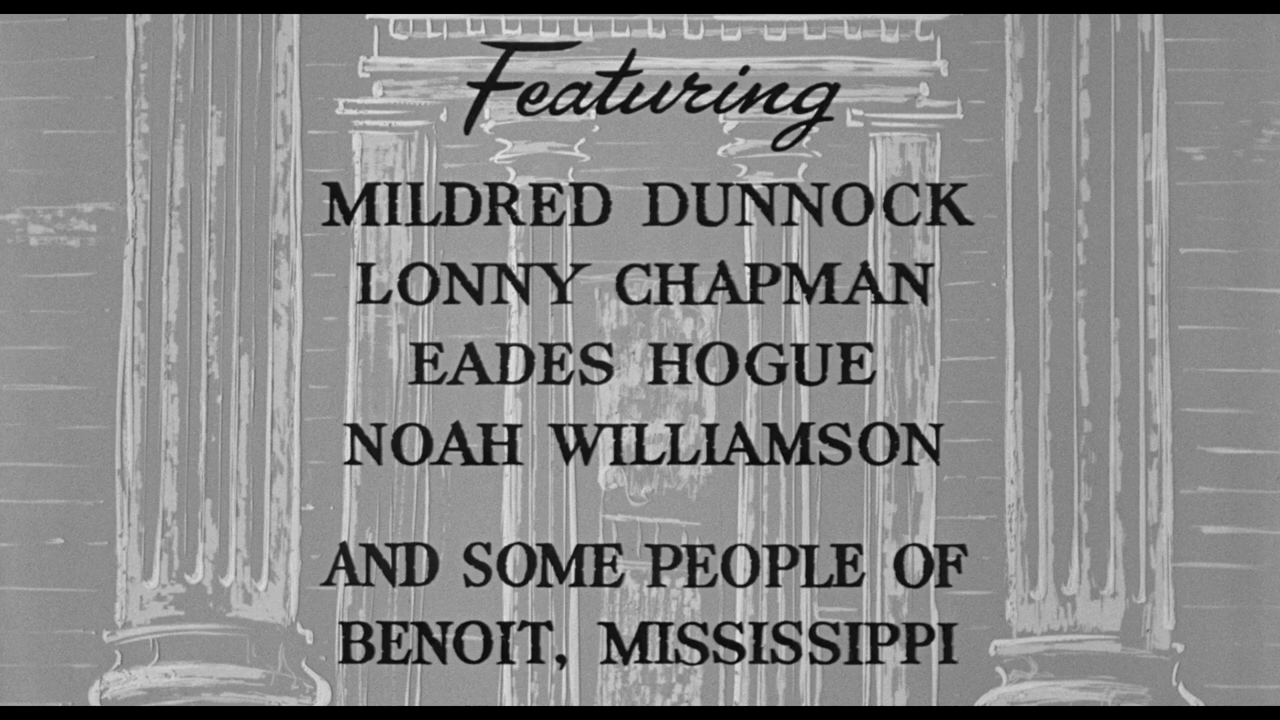 Featuring
MILDRED DUNNOCK
LONNY CHAPMAN
EADES HOGUE
NOAH WILLIAMSON
AND SOME PEOPLE OF
BENOIT, MISSISSIPPI